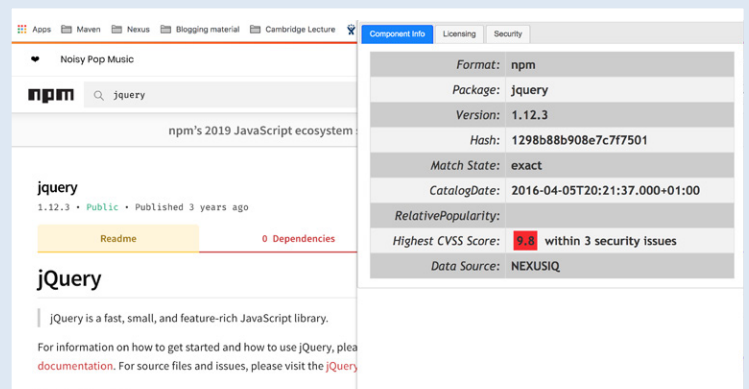 Apps Maven Nexus Blogging material Cambridge Lecture
❤ Noisy Pop Music
npm jquery
npm's 2019 JavaScript ecosystem
jquery
1.12.3 • Public • Published 3 years ago
Readme 0 Dependencies
jQuery
jQuery is a fast, small, and feature-rich JavaScript library.
For information on how to get started and how to use jQuery, plea
documentation. For source files and issues, please visit the jQuery
Component Info Licensing Security
Format: npm
Package: jquery
Version: 1.12.3
Hash: 1298b88b908e7c7f7501
Match State: exact
CatalogDate: 2016-04-05T20:21:37.000+01:00
RelativePopularity:
Highest CVSS Score: 9.8 within 3 security issues
Data Source: NEXUSIQ